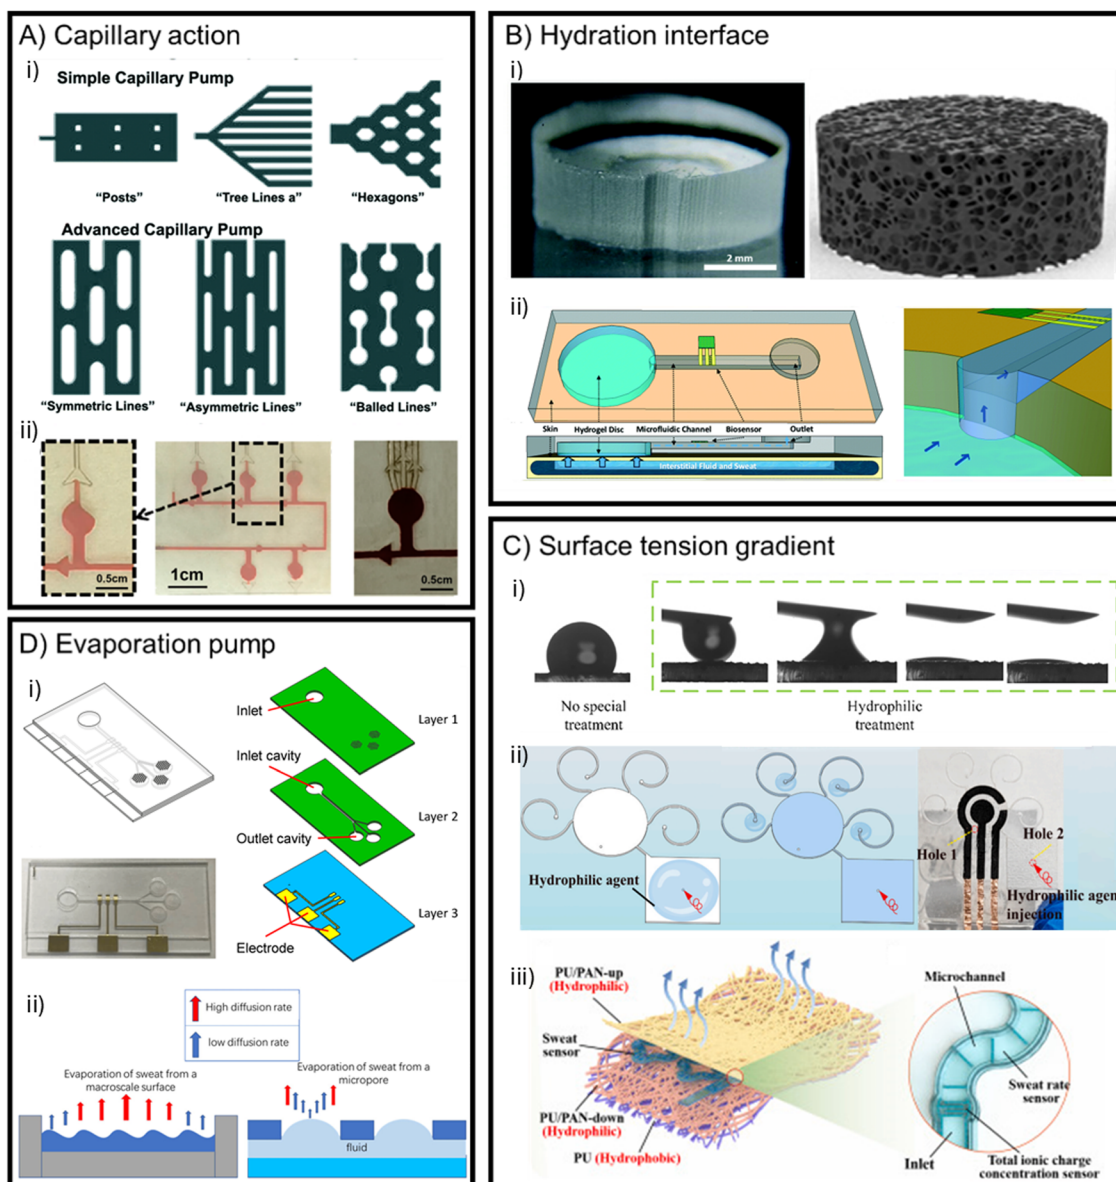 A) Capillary action
i)
Simple Capillary Pump
“Posts”
“Tree Lines a”
“Hexagons”
Advanced Capillary Pump
“Symmetric Lines”
“Asymmetric Lines”
“Balled Lines”
ii)
0.5cm
1cm
0.5cm
B) Hydration interface
i)
2 mm
ii)
Skin
Hydrogel Disc
Microfluidic Channel
Biosensor
Outlet
Interstitial Fluid and Sweat
C) Surface tension gradient
i)
No special
treatment
Hydrophilic
treatment
ii)
Hydrophilic agent
Hole 1
Hole 2
Hydrophilic agent
injection
iii)
PU/PAN-up
(Hydrophilic)
Sweat
sensor
PU/PAN-down
(Hydrophilic)
PU (Hydrophobic)
Microchannel
Sweat rate
sensor
Inlet
Total ionic charge
concentration sensor
D) Evaporation pump
i)
Inlet
Layer 1
Inlet cavity
Layer 2
Outlet cavity
Layer 3
Electrode
ii)
High diffusion rate
low diffusion rate
Evaporation of sweat from a
macroscale surface
Evaporation of sweat from a
micropore
fluid